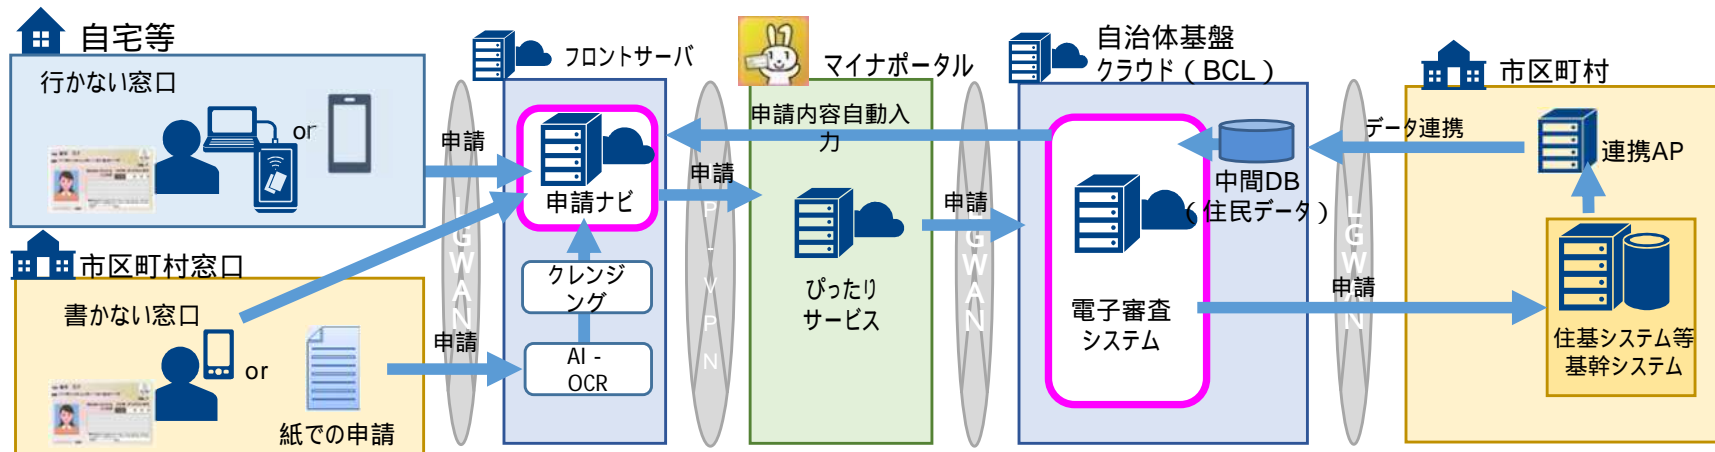 自宅等
行かない窓口
or
市区町村窓口
書かない窓口
or
紙での申請
申請
申請
LGWAN
フロントサーバ
申請ナビ
クレンジ
ング
AI -
OCR
申請
IP-VPN
マイナポータル
申請内容自動入
力
ぴったり
サービス
申請
LGWAN
自治体基盤
クラウド（BCL）
電子審査
システム
中間DB
（住民データ）
データ連携
申請
LGWAN
市区町村
連携AP
住基システム等
基幹システム